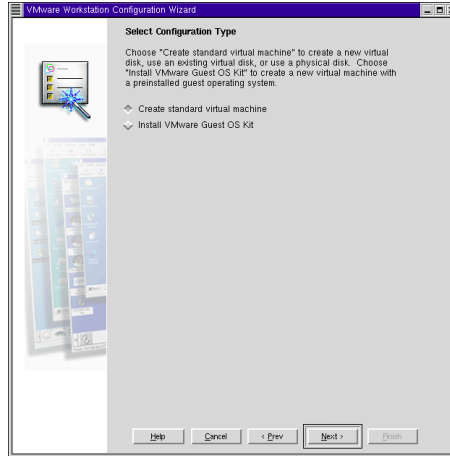 VMware Workstation Configuration Wizard
Select Configuration Type
Choose "Create standard virtual machine" to create a new virtual
disk, use an existing virtual disk, or use a physical disk. Choose
"Install VMware Guest OS Kit" to create a new virtual machine with
a preinstalled guest operating system.
Create standard virtual machine
Install VMware Guest OS Kit
Help Cancel < Prev Next > Finish